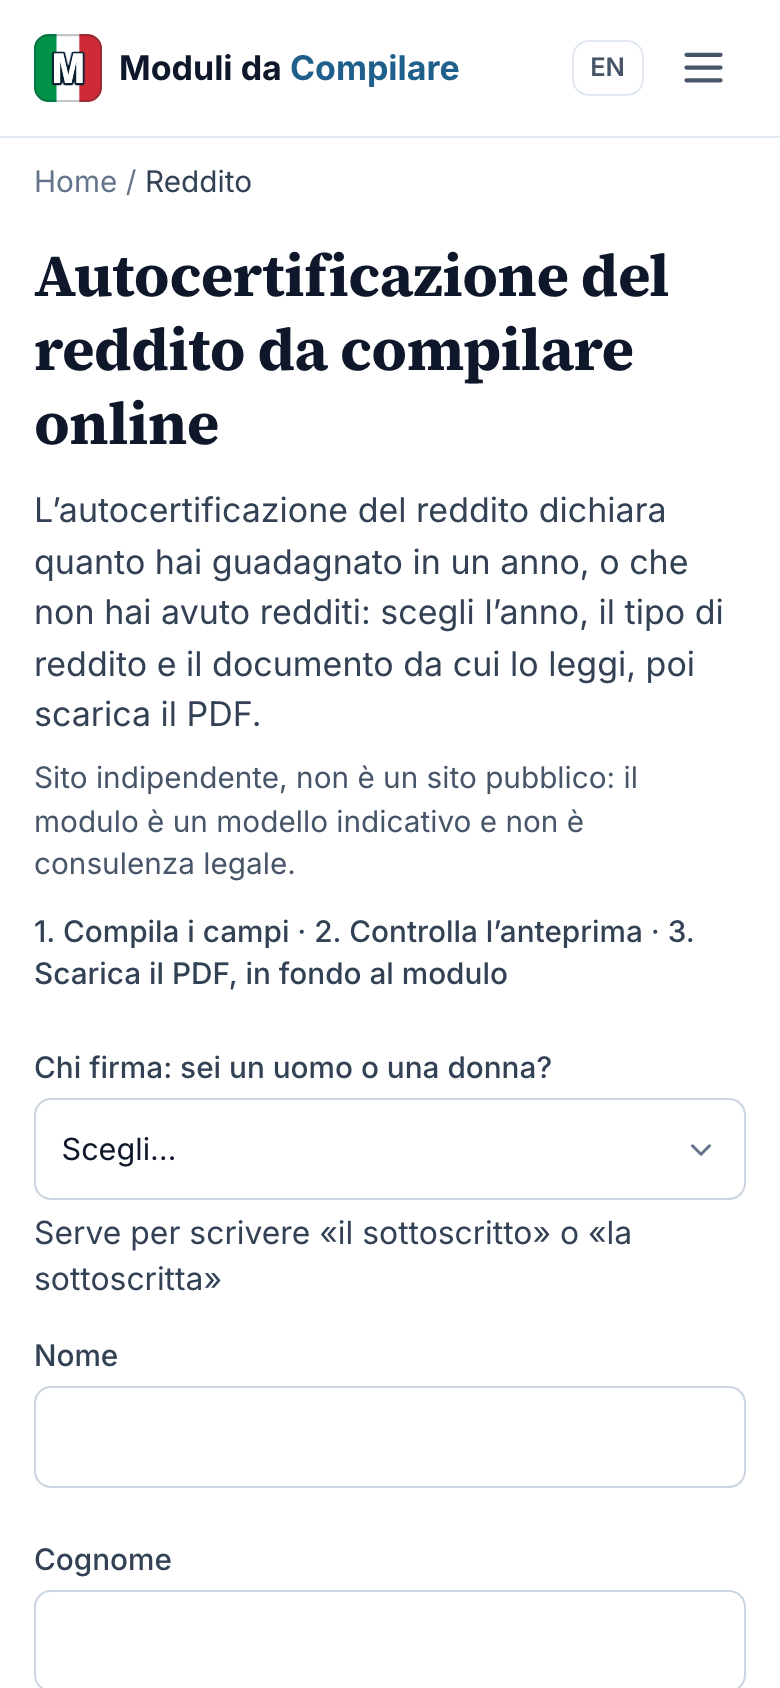 M Moduli da Compilare EN
Home / Reddito
Autocertificazione del
reddito da compilare
online
L’autocertificazione del reddito dichiara
quanto hai guadagnato in un anno, o che
non hai avuto redditi: scegli l’anno, il tipo di
reddito e il documento da cui lo leggi, poi
scarica il PDF.
Sito indipendente, non è un sito pubblico: il
modulo è un modello indicativo e non è
consulenza legale.
1. Compila i campi · 2. Controlla l’anteprima · 3.
Scarica il PDF, in fondo al modulo
Chi firma: sei un uomo o una donna?
Scegli...
Serve per scrivere «il sottoscritto» o «la
sottoscritta»
Nome
Cognome